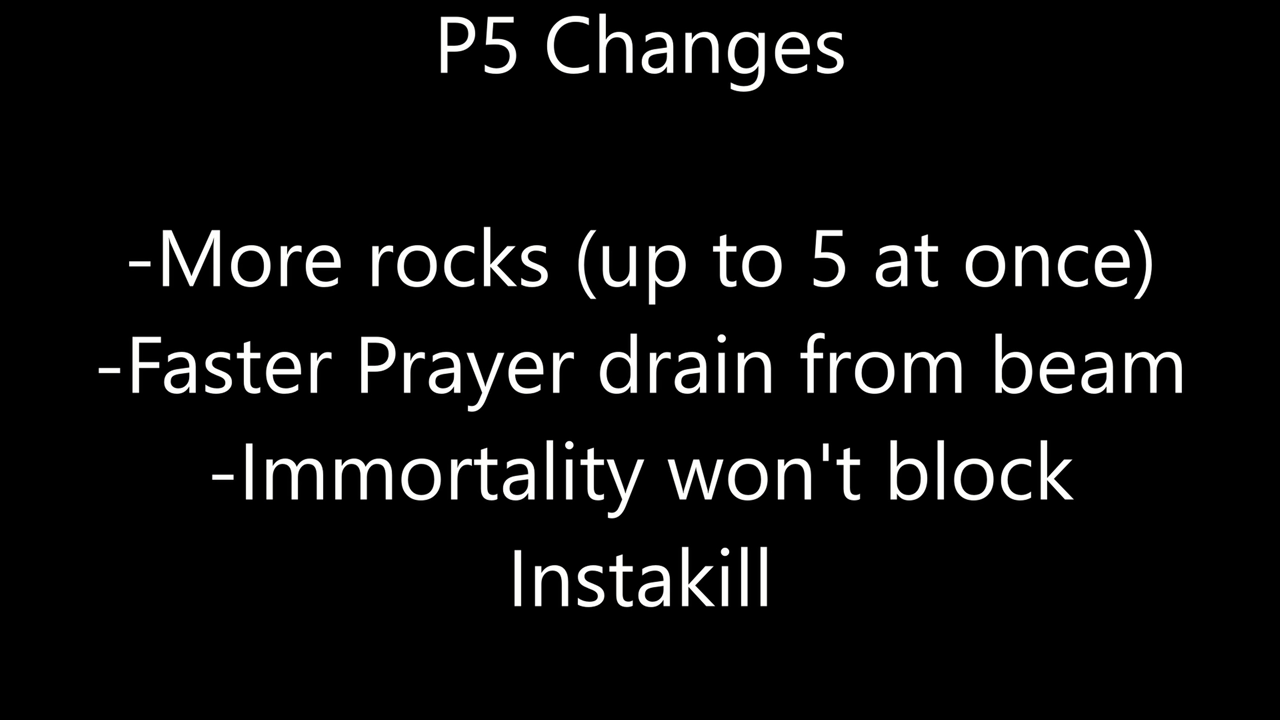 P5 Changes
-More rocks (up to 5 at once)
-Faster Prayer drain from beam
-Immortality won't block
Instakill